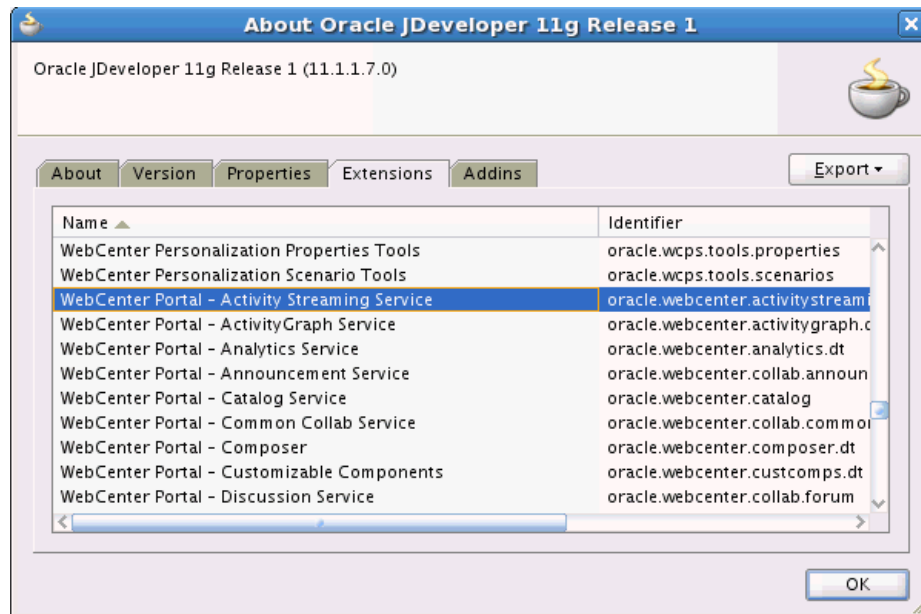 About Oracle JDeveloper 11g Release 1
Oracle JDeveloper 11g Release 1 (11.1.1.7.0)
About Version Properties Extensions Addins Export
Name Identifier
WebCenter Personalization Properties Tools oracle.wcps.tools.properties
WebCenter Personalization Scenario Tools oracle.wcps.tools.scenarios
WebCenter Portal - Activity Streaming Service oracle.webcenter.activitystreami
WebCenter Portal - ActivityGraph Service oracle.webcenter.activitygraph.d
WebCenter Portal - Analytics Service oracle.webcenter.analytics.dt
WebCenter Portal - Announcement Service oracle.webcenter.collab.announ
WebCenter Portal - Catalog Service oracle.webcenter.catalog
WebCenter Portal - Common Collab Service oracle.webcenter.collab.common
WebCenter Portal - Composer oracle.webcenter.composer.dt
WebCenter Portal - Customizable Components oracle.webcenter.custcomps.dt
WebCenter Portal - Discussion Service oracle.webcenter.collab.forum
OK